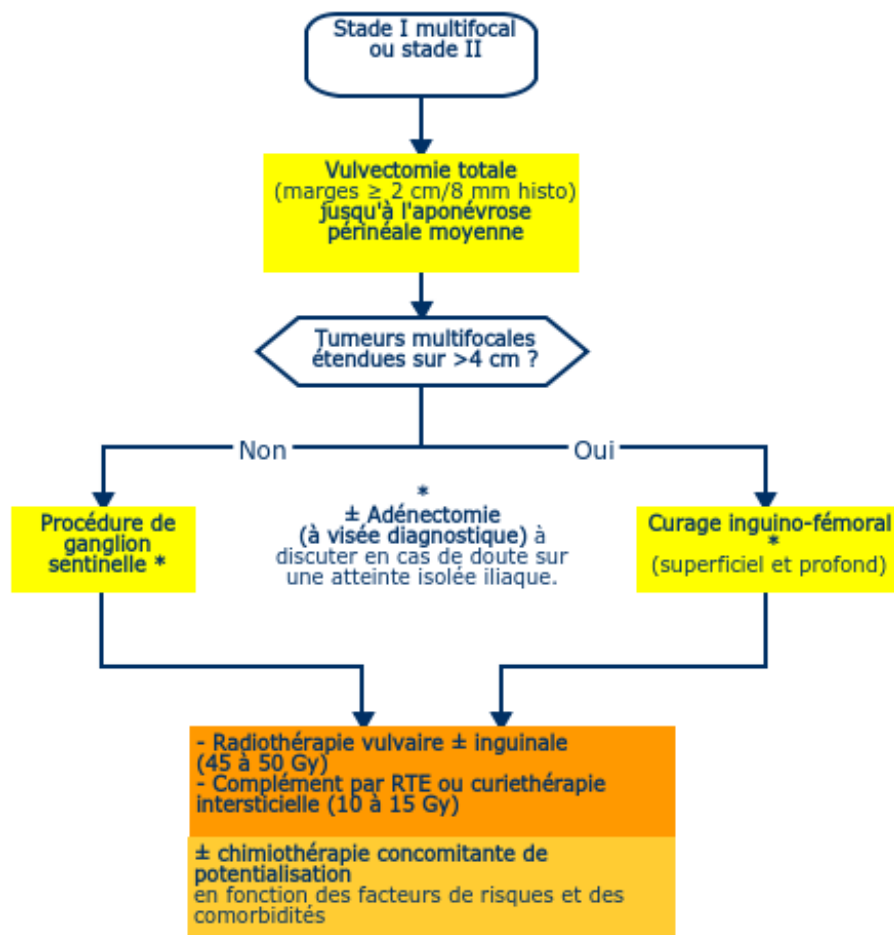 Stade I multifocal
ou stade II
Vulvectomie totale
(marges ≥ 2 cm/8 mm histo)
jusqu'à l'aponévrose
périnéale moyenne
Tumeurs multifocales
étendues sur >4 cm ?
Non
Oui
Procédure de
ganglion
sentinelle *
*
± Adénectomie
(à visée diagnostique) à
discuter en cas de doute sur
une atteinte isolée iliaque.
Curage inguino-fémoral
*
(superficiel et profond)
- Radiothérapie vulvaire ± inguinale
(45 à 50 Gy)
- Complément par RTE ou curiethérapie
intersticielle (10 à 15 Gy)
± chimiothérapie concomitante de
potentialisation
en fonction des facteurs de risques et des
comorbidités